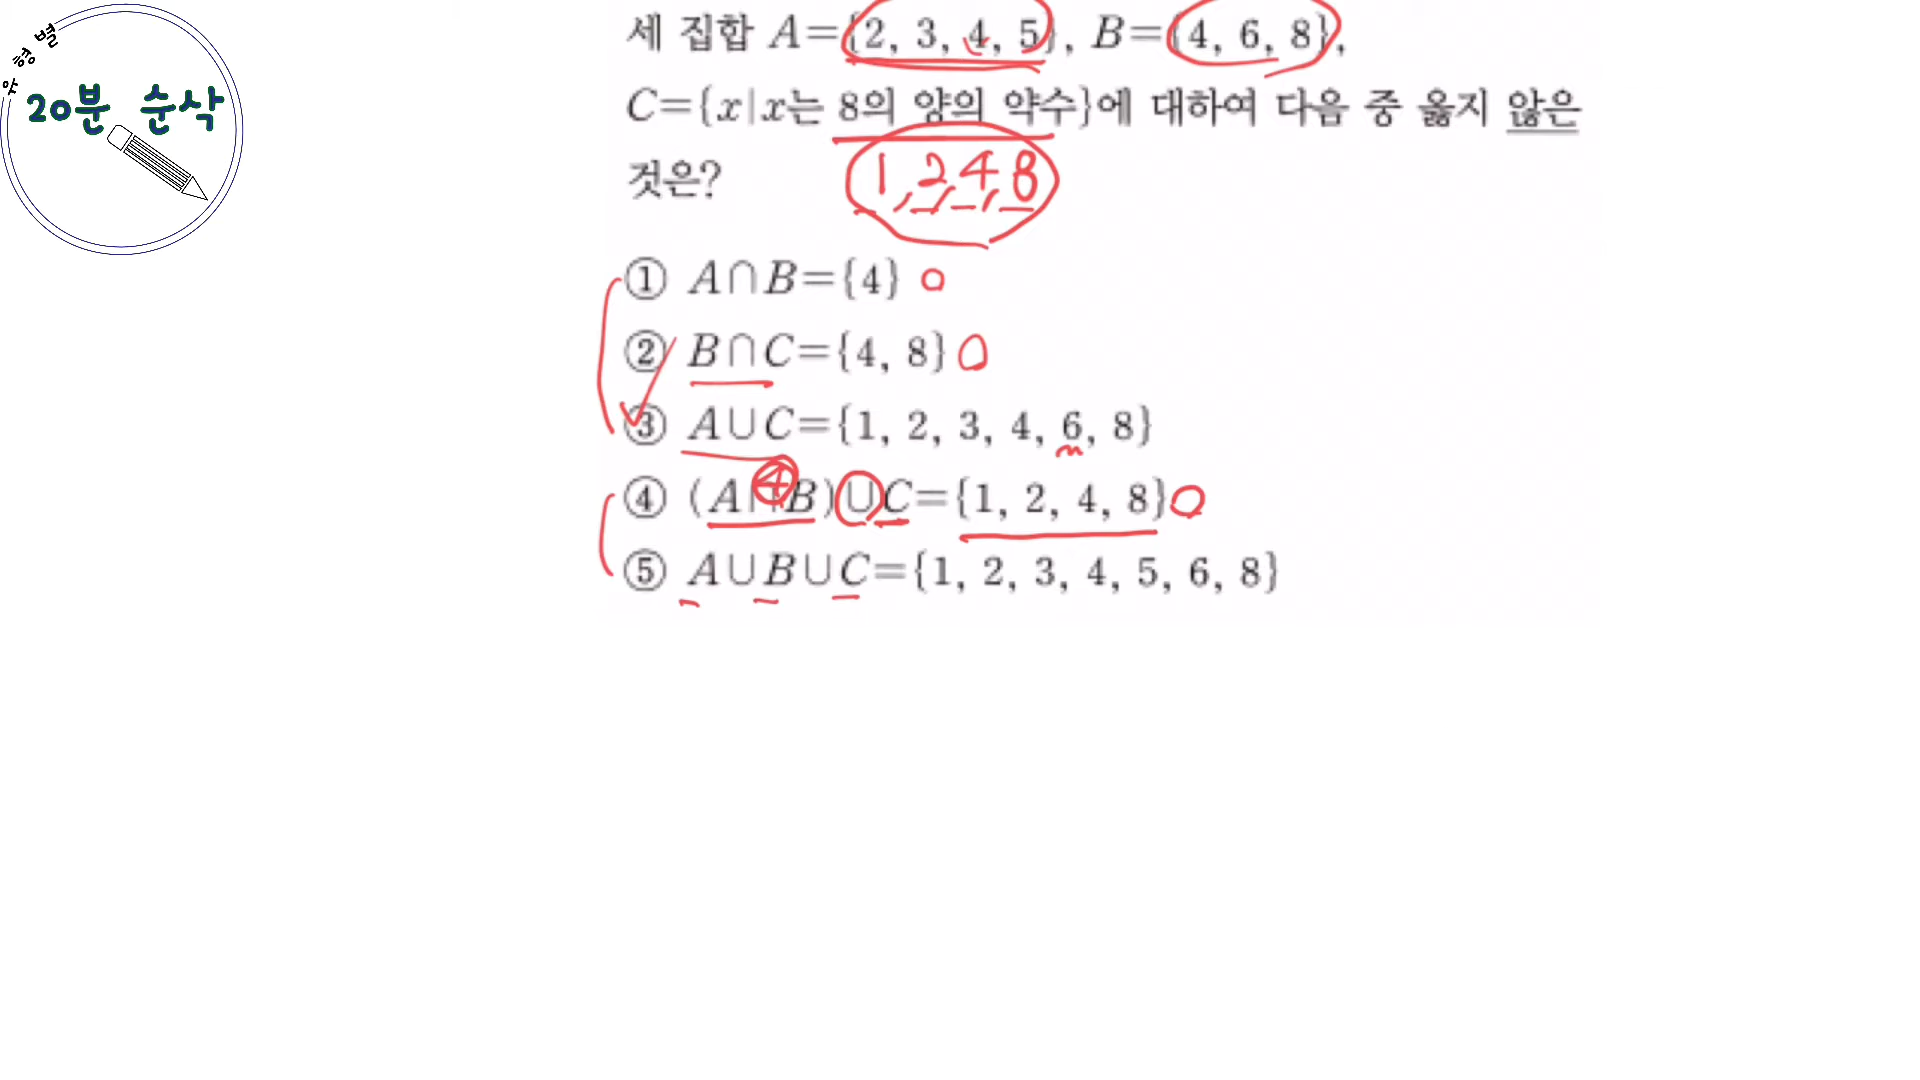 약점별
20분 순삭
세 집합 A={2, 3, 4, 5}, B={4, 6, 8},
C={x|x는 8의 양의 약수}에 대하여 다음 중 옳지 않은
것은?
1, 2, 4, 8
① A∩B={4} o
② B∩C={4, 8} O
③ A∪C={1, 2, 3, 4, 6, 8}
4
④ (A∩B)∪C={1, 2, 4, 8} O
⑤ A∪B∪C={1, 2, 3, 4, 5, 6, 8}